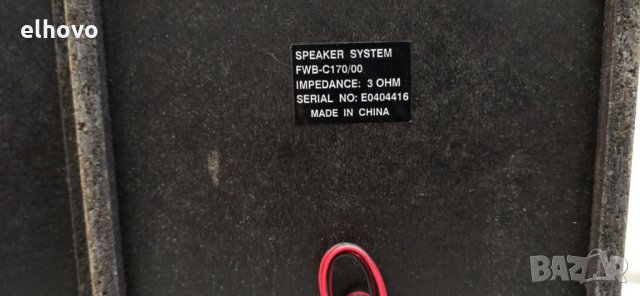 elhovo
SPEAKER SYSTEM
FWB-C170/00
IMPEDANCE: 3 OHM
SERIAL NO: E0404416
MADE IN CHINA
BAZAR